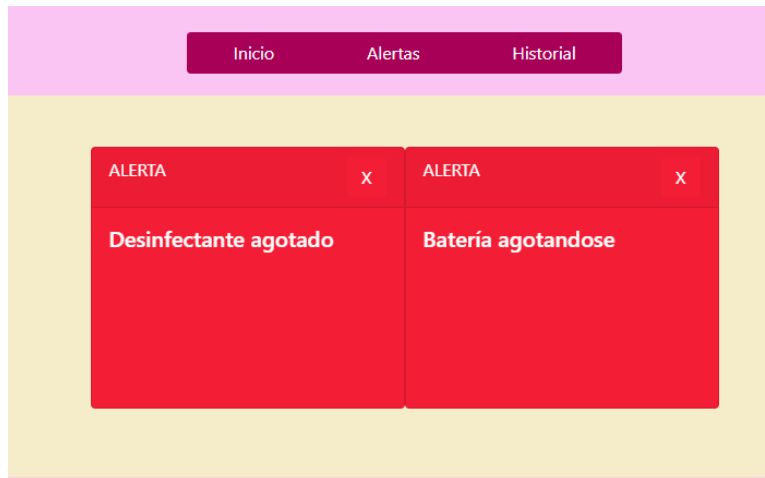 Inicio Alertas Historial
ALERTA X
Desinfectante agotado
ALERTA X
Batería agotandose